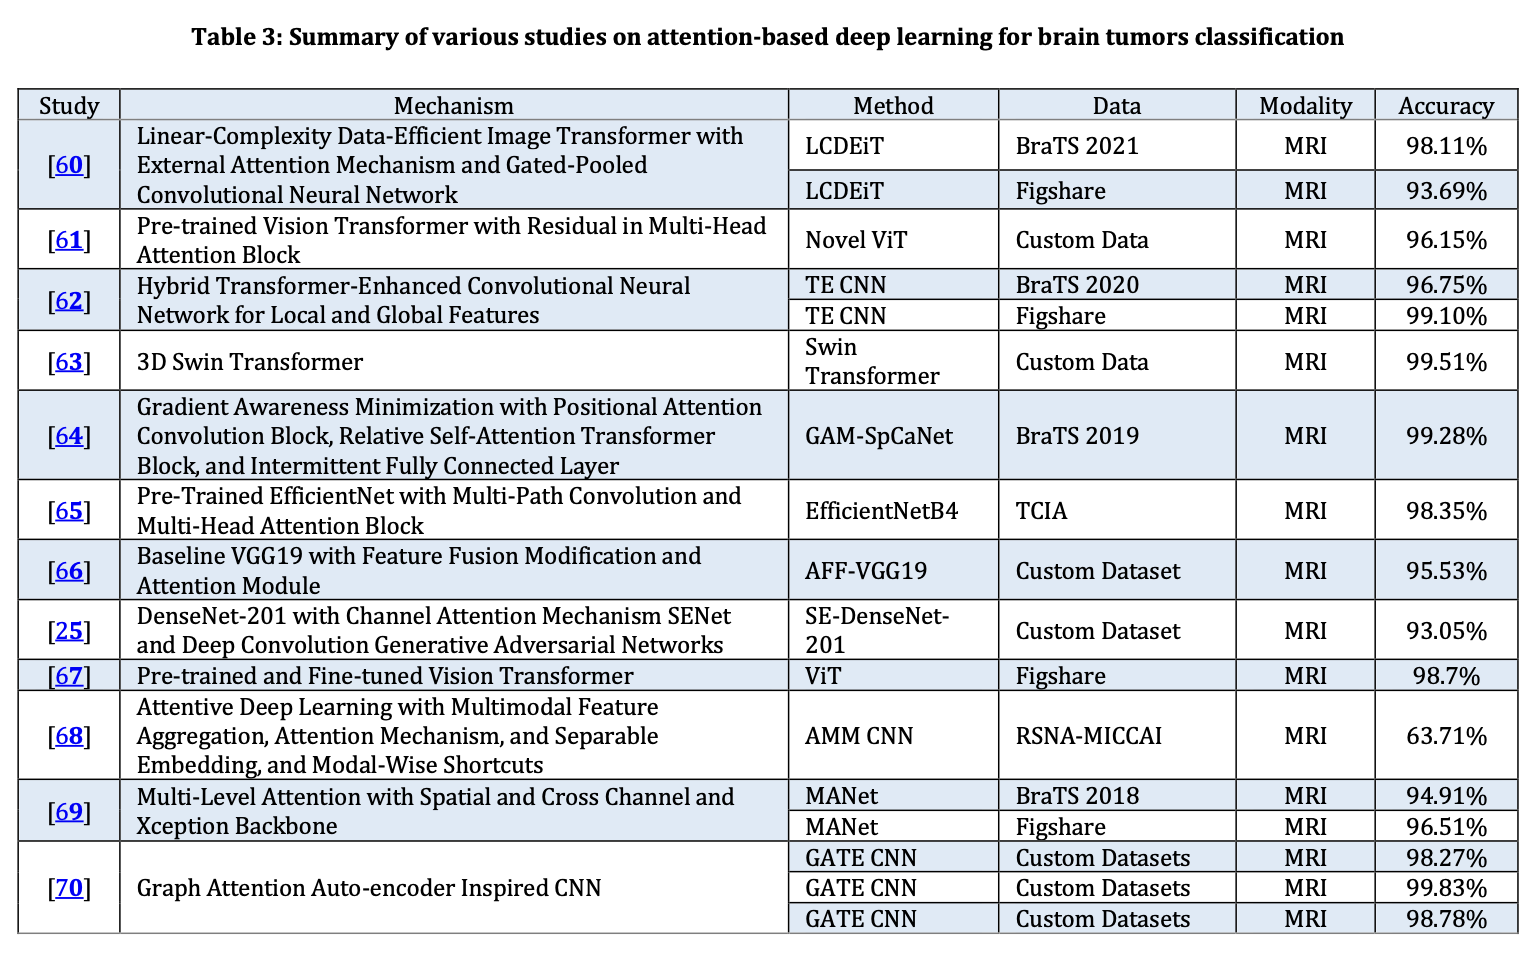 Table 3: Summary of various studies on attention-based deep learning for brain tumors classification
Study Mechanism Method Data Modality Accuracy
[60] Linear-Complexity Data-Efficient Image Transformer with
External Attention Mechanism and Gated-Pooled
Convolutional Neural Network
LCDEiT BraTS 2021 MRI 98.11%
LCDEiT Figshare MRI 93.69%
[61] Pre-trained Vision Transformer with Residual in Multi-Head
Attention Block
Novel ViT Custom Data MRI 96.15%
[62] Hybrid Transformer-Enhanced Convolutional Neural
Network for Local and Global Features
TE CNN BraTS 2020 MRI 96.75%
TE CNN Figshare MRI 99.10%
[63] 3D Swin Transformer
Swin
Transformer
Custom Data MRI 99.51%
[64] Gradient Awareness Minimization with Positional Attention
Convolution Block, Relative Self-Attention Transformer
Block, and Intermittent Fully Connected Layer
GAM-SpCaNet BraTS 2019 MRI 99.28%
[65] Pre-Trained EfficientNet with Multi-Path Convolution and
Multi-Head Attention Block
EfficientNetB4 TCIA MRI 98.35%
[66] Baseline VGG19 with Feature Fusion Modification and
Attention Module
AFF-VGG19 Custom Dataset MRI 95.53%
[25] DenseNet-201 with Channel Attention Mechanism SENet
and Deep Convolution Generative Adversarial Networks
SE-DenseNet-
201
Custom Dataset MRI 93.05%
[67] Pre-trained and Fine-tuned Vision Transformer ViT Figshare MRI 98.7%
[68] Attentive Deep Learning with Multimodal Feature
Aggregation, Attention Mechanism, and Separable
Embedding, and Modal-Wise Shortcuts
AMM CNN RSNA-MICCAI MRI 63.71%
[69] Multi-Level Attention with Spatial and Cross Channel and
Xception Backbone
MANet BraTS 2018 MRI 94.91%
MANet Figshare MRI 96.51%
[70] Graph Attention Auto-encoder Inspired CNN
GATE CNN Custom Datasets MRI 98.27%
GATE CNN Custom Datasets MRI 99.83%
GATE CNN Custom Datasets MRI 98.78%